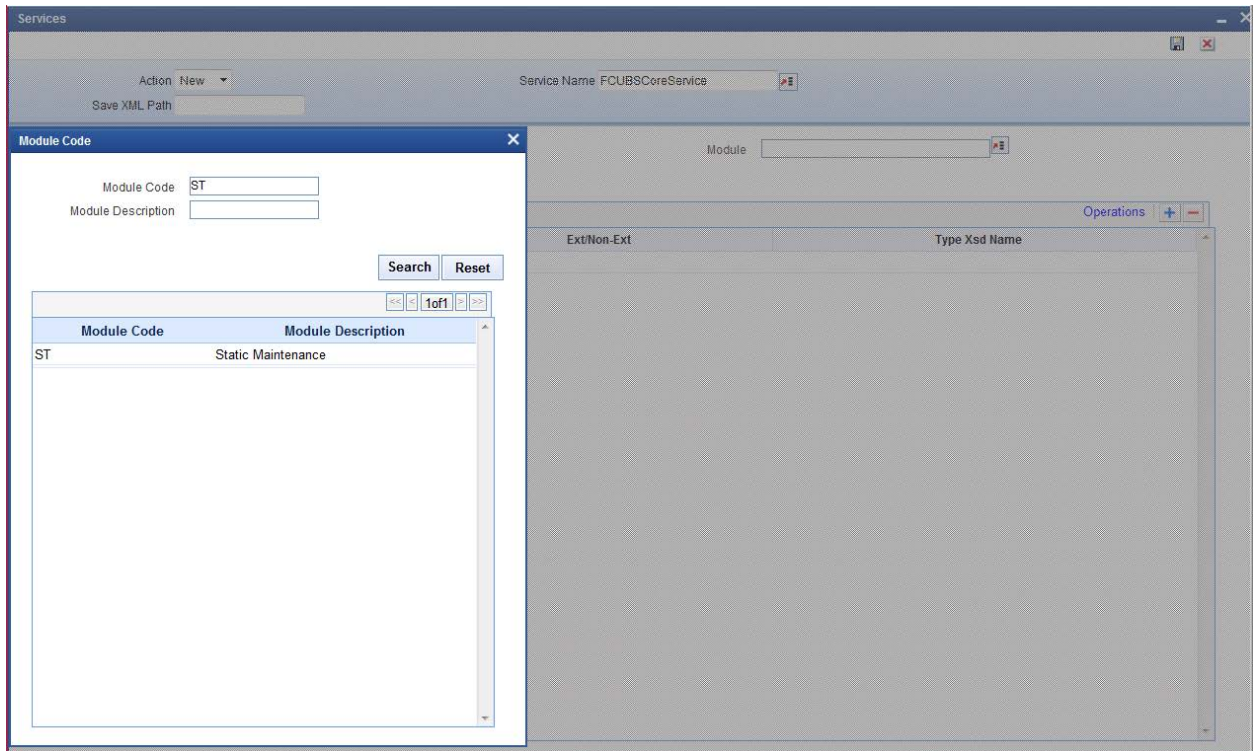 Services
Action New
Service Name FCUBSCoreService
Save XML Path
Module Code
Module
Module Code ST
Module Description
Operations
Ext/Non-Ext
Type Xsd Name
Search Reset
<< < 1of1 > >>
Module Code Module Description
ST Static Maintenance